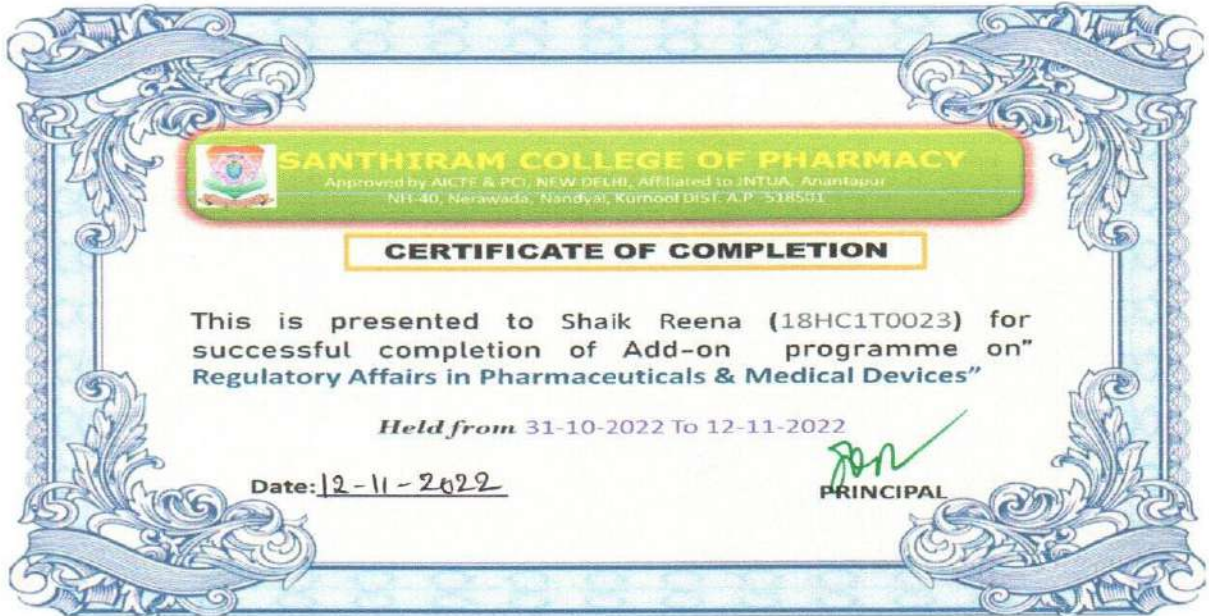 SANTHIRAM COLLEGE OF PHARMACY
Approved by AICTE & PCI, NEW DELHI, Affiliated to JNTUA, Anantapur
NH-40, Nerawada, Nandyal, Kurnool DIST. A.P 518501
CERTIFICATE OF COMPLETION
This is presented to Shaik Reena (18HC1T0023) for
successful completion of Add-on programme on"
Regulatory Affairs in Pharmaceuticals & Medical Devices”
Held from 31-10-2022 To 12-11-2022
Date: 12-11-2022
PRINCIPAL